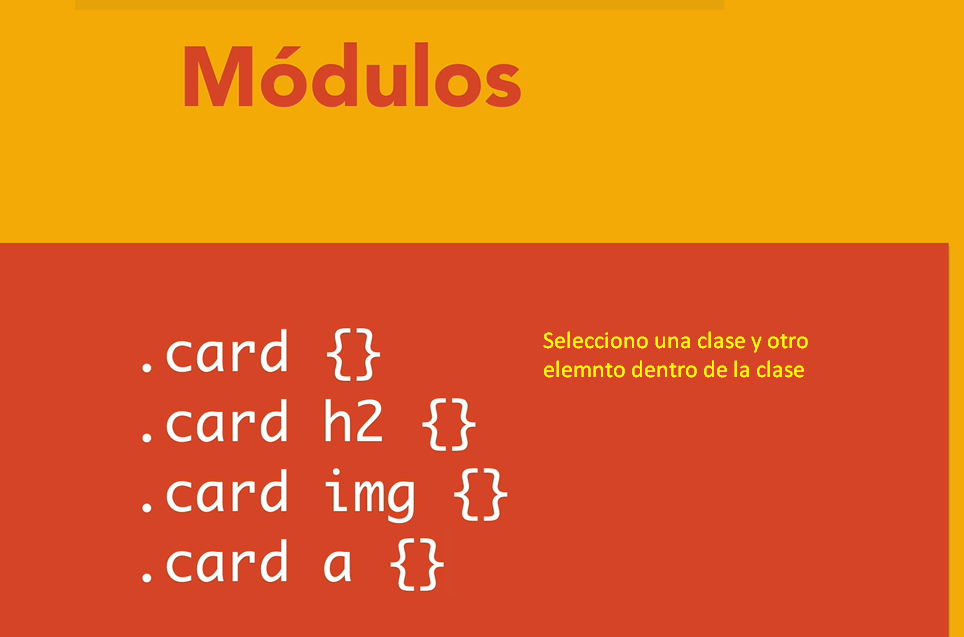 Módulos
.card {}
Selecciono una clase y otro
elemnto dentro de la clase
.card h2 {}
.card img {}
.card a {}